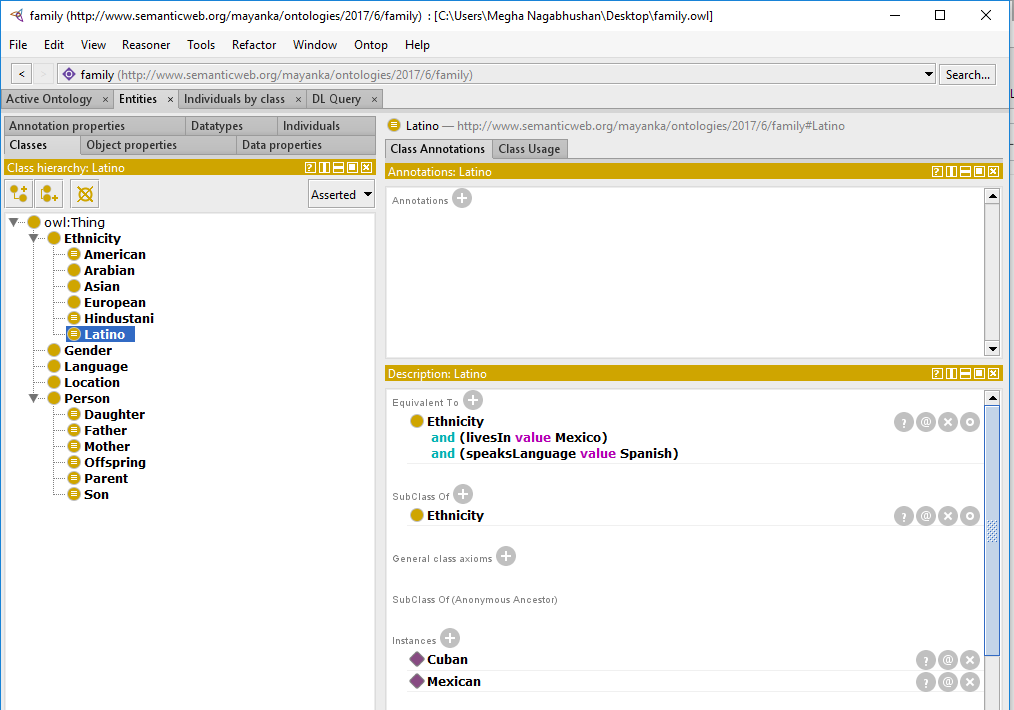 family (http://www.semanticweb.org/mayanka/ontologies/2017/6/family) : [C:\Users\Megha Nagabhushan\Desktop\family.owl]
File Edit View Reasoner Tools Refactor Window Ontop Help
< > family (http://www.semanticweb.org/mayanka/ontologies/2017/6/family) Search...
Active Ontology × Entities × Individuals by class × DL Query ×
Annotation properties Datatypes Individuals
Classes Object properties Data properties
Class hierarchy: Latino
Asserted
owl:Thing
Ethnicity
American
Arabian
Asian
European
Hindustani
Latino
Gender
Language
Location
Person
Daughter
Father
Mother
Offspring
Parent
Son
Latino — http://www.semanticweb.org/mayanka/ontologies/2017/6/family#Latino
Class Annotations Class Usage
Annotations: Latino
Annotations
Description: Latino
Equivalent To
Ethnicity
and (livesIn value Mexico)
and (speaksLanguage value Spanish)
SubClass Of
Ethnicity
General class axioms
SubClass Of (Anonymous Ancestor)
Instances
Cuban
Mexican